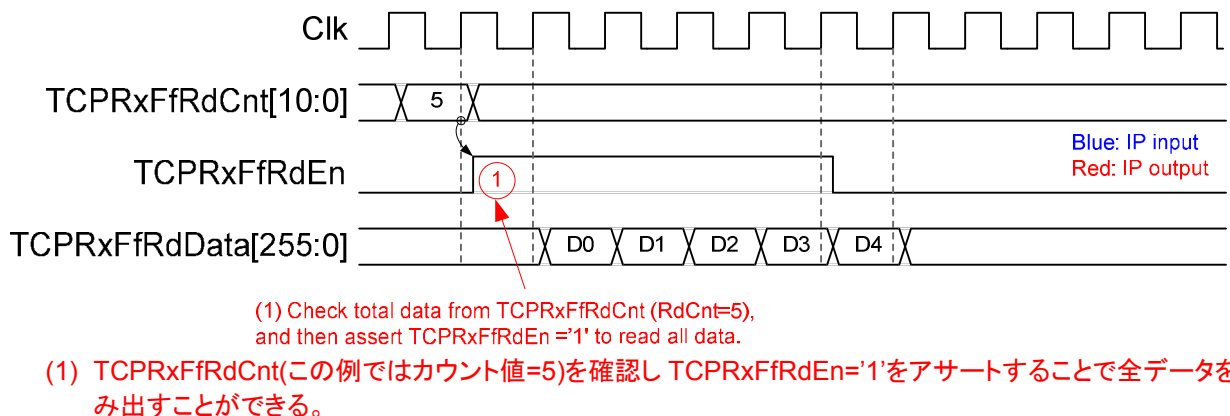 Clk
TCPRxFfRdCnt[10:0]
5
Blue: IP input
Red: IP output
TCPRxFfRdEn
1
TCPRxFfRdData[255:0]
D0 D1 D2 D3 D4
(1) Check total data from TCPRxFfRdCnt (RdCnt=5),
and then assert TCPRxFfRdEn ='1' to read all data.
(1) TCPRxFfRdCnt(この例ではカウント値=5)を確認し TCPRxFfRdEn='1'をアサートすることで全データを
み出すことができる。